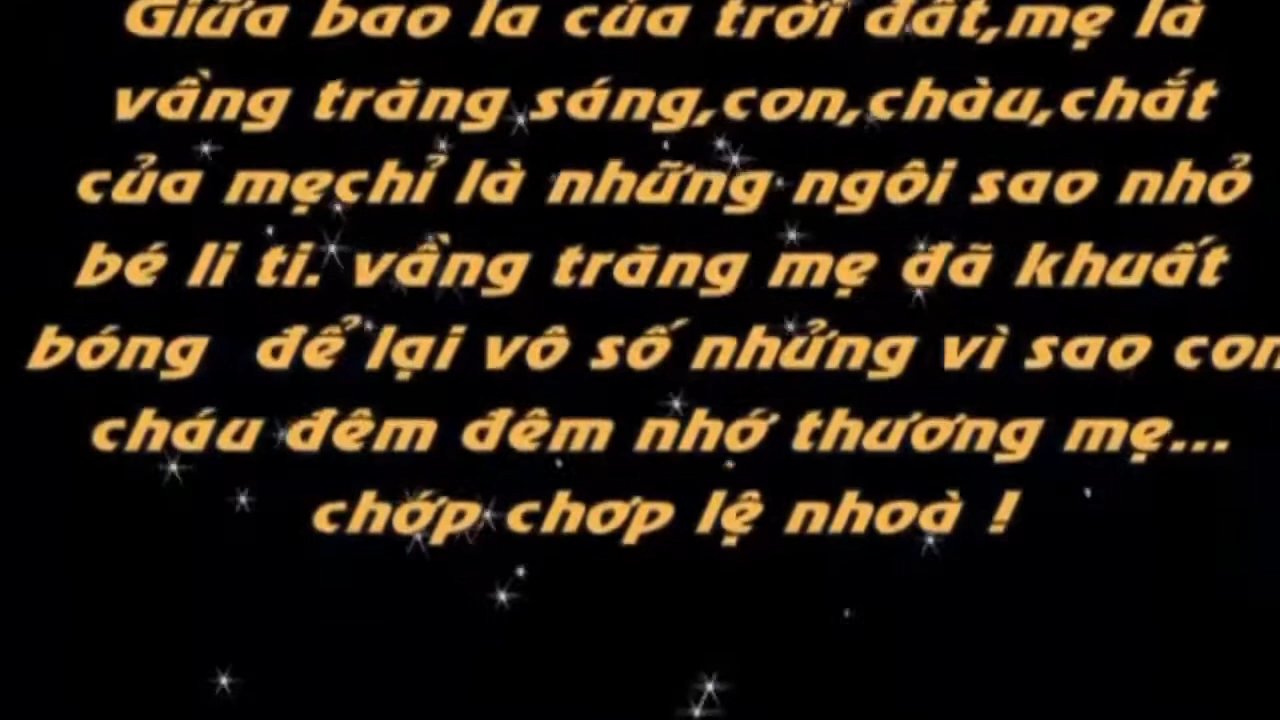 Giữa bao la của trời đất,mẹ là
vầng trăng sáng,con,chàu,chắt
của mẹchỉ là những ngôi sao nhỏ
bé li ti. vầng trăng mẹ đã khuất
bóng để lại vô số nhửng vì sao con
cháu đêm đêm nhớ thương mẹ...
chớp chơp lệ nhoà !